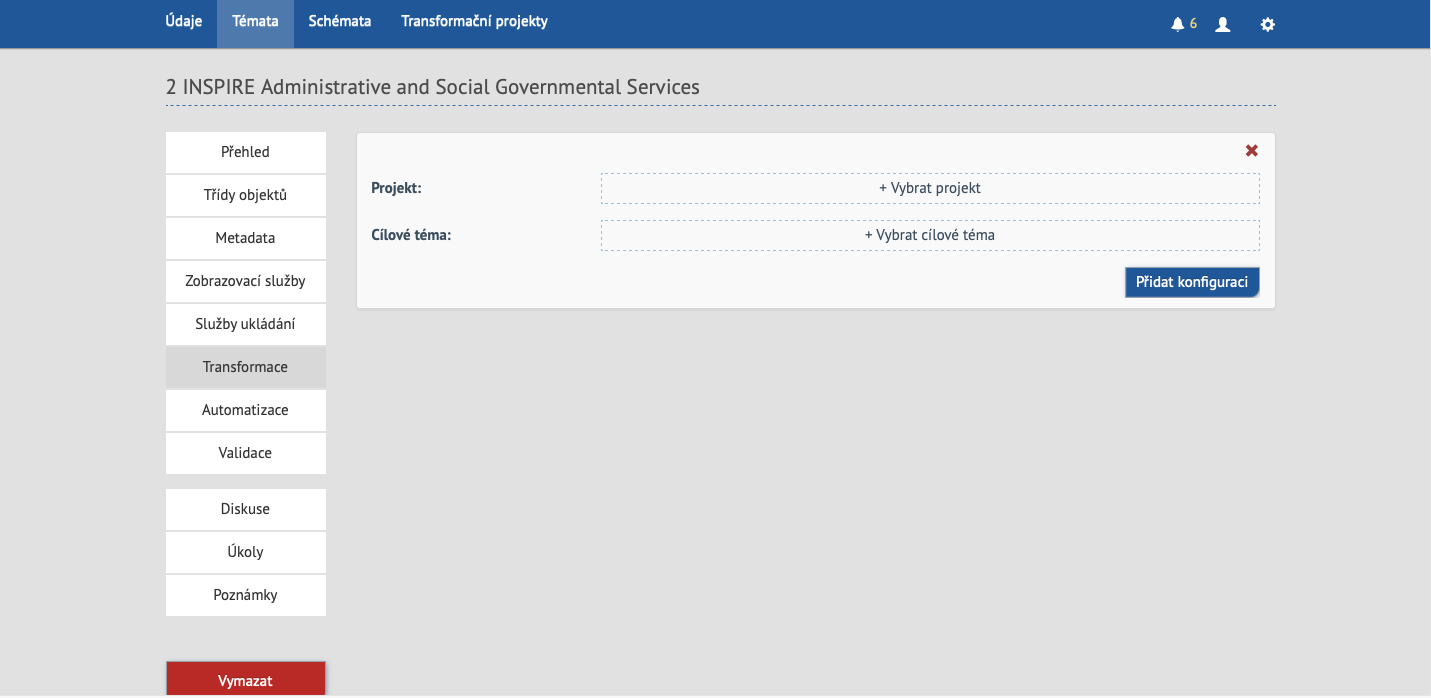 Údaje
Témata
Schémata
Transformační projekty
6
2 INSPIRE Administrative and Social Governmental Services
Přehled
Třídy objektů
Metadata
Zobrazovací služby
Služby ukládání
Transformace
Automatizace
Validace
Diskuse
Úkoly
Poznámky
Vymazat
Projekt:
+ Vybrat projekt
Cílové téma:
+ Vybrat cílové téma
Přidat konfiguraci